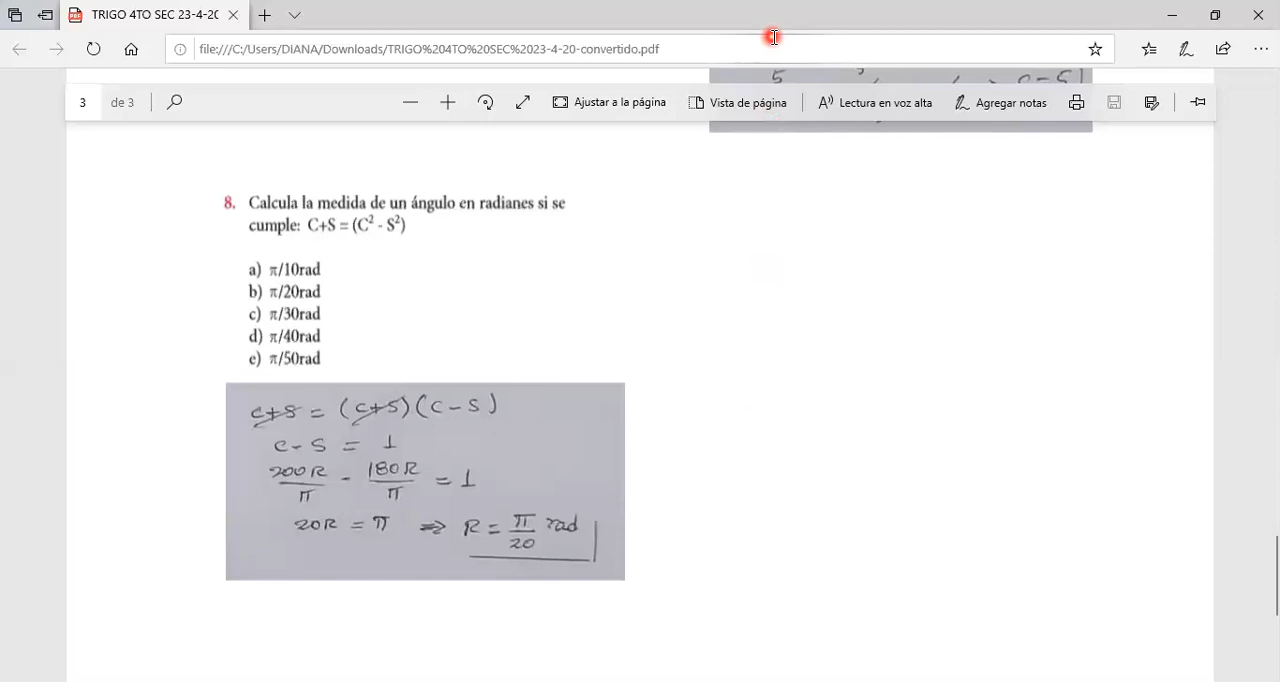 TRIGO 4TO SEC 23-4-20
file:///C:/Users/DIANA/Downloads/TRIGO%204TO%20SEC%2023-4-20-convertido.pdf
3 de 3
Ajustar a la página
Vista de página
Lectura en voz alta
Agregar notas
8. Calcula la medida de un ángulo en radianes si se
cumple: C+S = (C² - S²)
a) π/10rad
b) π/20rad
c) π/30rad
d) π/40rad
e) π/50rad
C+S = (C+S)(C-S)
C-S = 1
200R/π - 180R/π = 1
20R = π ⇒ R = π/20 rad